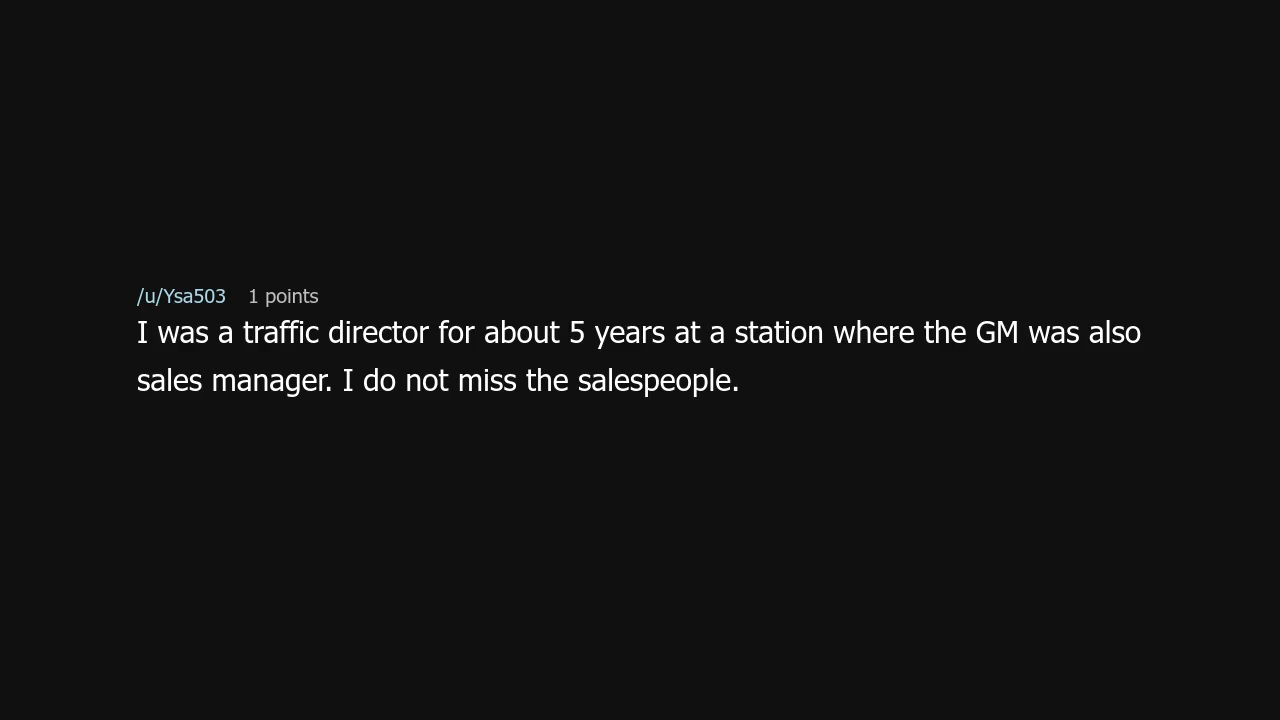 /u/Ysa503 1 points
I was a traffic director for about 5 years at a station where the GM was also
sales manager. I do not miss the salespeople.